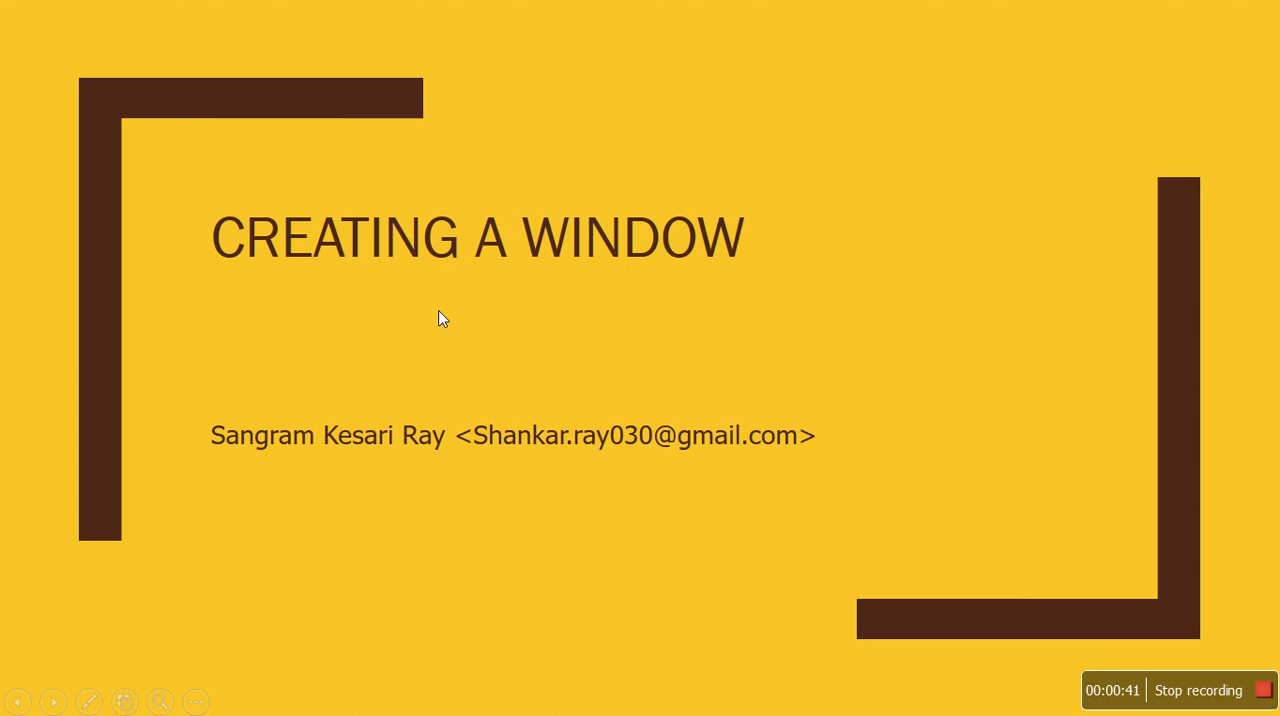 CREATING A WINDOW
Sangram Kesari Ray <Shankar.ray030@gmail.com>
00:00:41 Stop recording